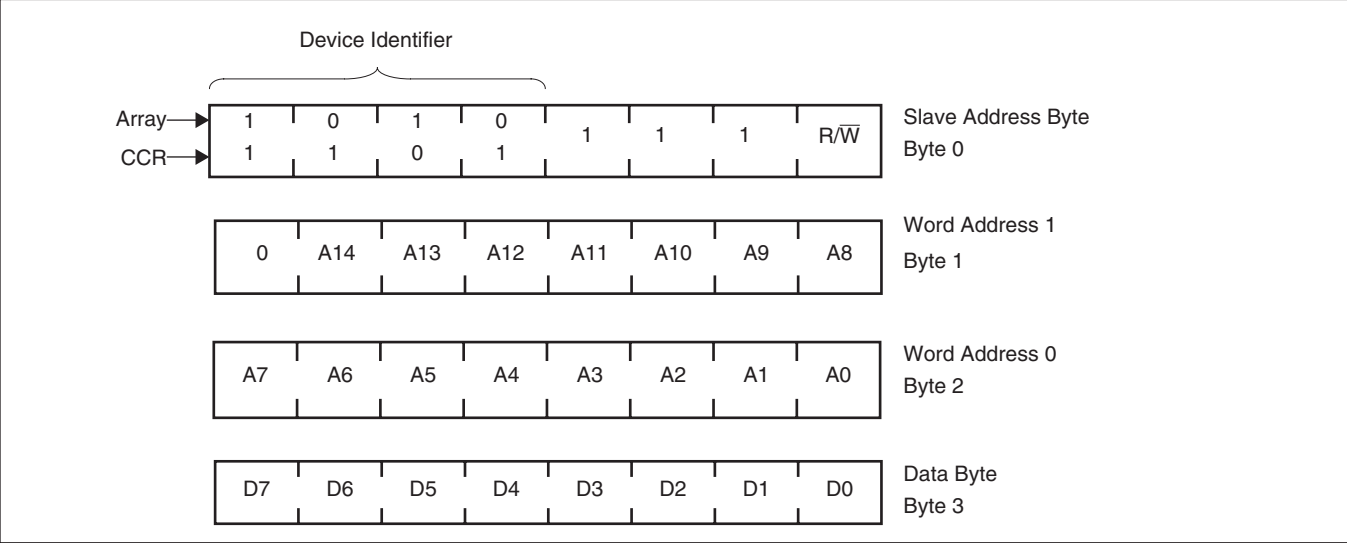 Device Identifier
Array 1 0 1 0 1 1 1 R/W̅ Slave Address Byte
CCR 1 1 0 1 Byte 0
0 A14 A13 A12 A11 A10 A9 A8 Word Address 1
Byte 1
A7 A6 A5 A4 A3 A2 A1 A0 Word Address 0
Byte 2
D7 D6 D5 D4 D3 D2 D1 D0 Data Byte
Byte 3